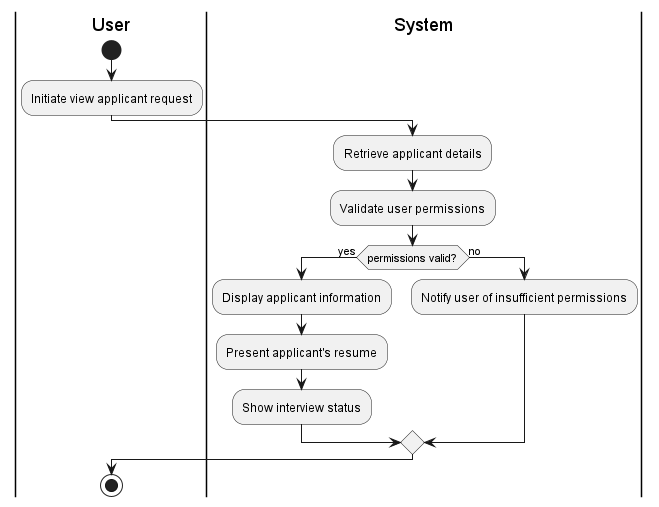 User
System
Initiate view applicant request
Retrieve applicant details
Validate user permissions
yes
permissions valid?
no
Display applicant information
Notify user of insufficient permissions
Present applicant's resume
Show interview status